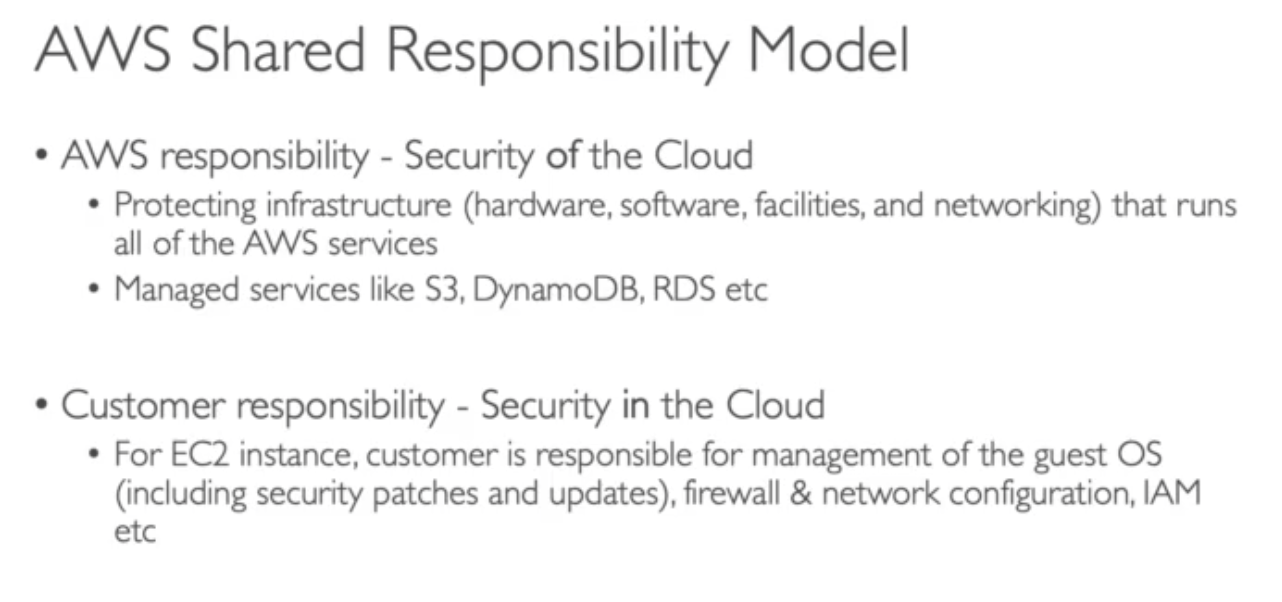 AWS Shared Responsibility Model
• AWS responsibility - Security of the Cloud
• Protecting infrastructure (hardware, software, facilities, and networking) that runs
all of the AWS services
• Managed services like S3, DynamoDB, RDS etc
• Customer responsibility - Security in the Cloud
• For EC2 instance, customer is responsible for management of the guest OS
(including security patches and updates), firewall & network configuration, IAM
etc